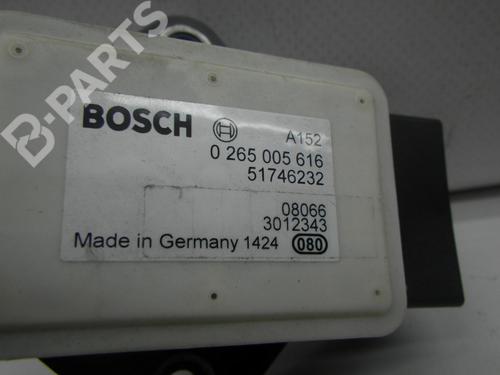 B-PARTS
BOSCH A152
0 265 005 616
51746232
08066
3012343
Made in Germany 1424 080